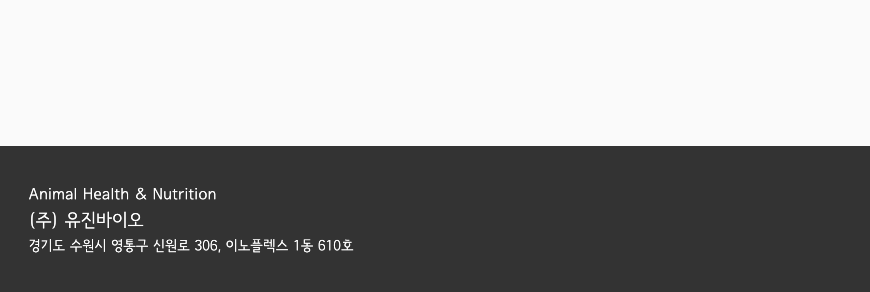 Animal Health & Nutrition
(주) 유진바이오
경기도 수원시 영통구 신원로 306, 이노플렉스 1동 610호